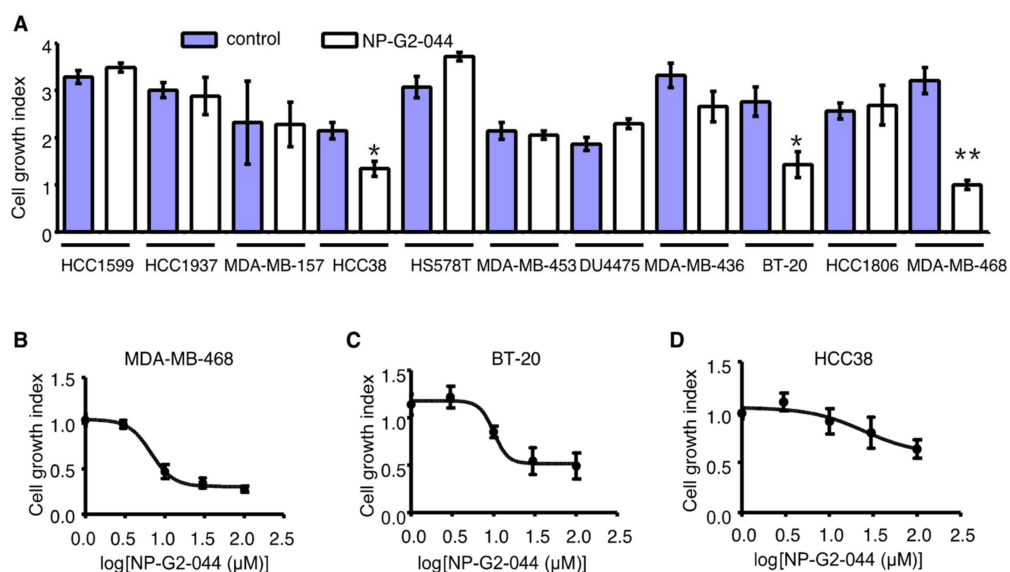 A
control NP-G2-044
Cell growth index
4
3
2
1
0
* * **
HCC1599 HCC1937 MDA-MB-157 HCC38 HS578T MDA-MB-453 DU4475 MDA-MB-436 BT-20 HCC1806 MDA-MB-468
B
MDA-MB-468
Cell growth index
1.5
1.0
0.5
0.0
0.0 0.5 1.0 1.5 2.0 2.5
log[NP-G2-044 (µM)]
C
BT-20
Cell growth index
1.5
1.0
0.5
0.0
0.0 0.5 1.0 1.5 2.0 2.5
log[NP-G2-044 (µM)]
D
HCC38
Cell growth index
1.5
1.0
0.5
0.0
0.0 0.5 1.0 1.5 2.0 2.5
log[NP-G2-044 (µM)]